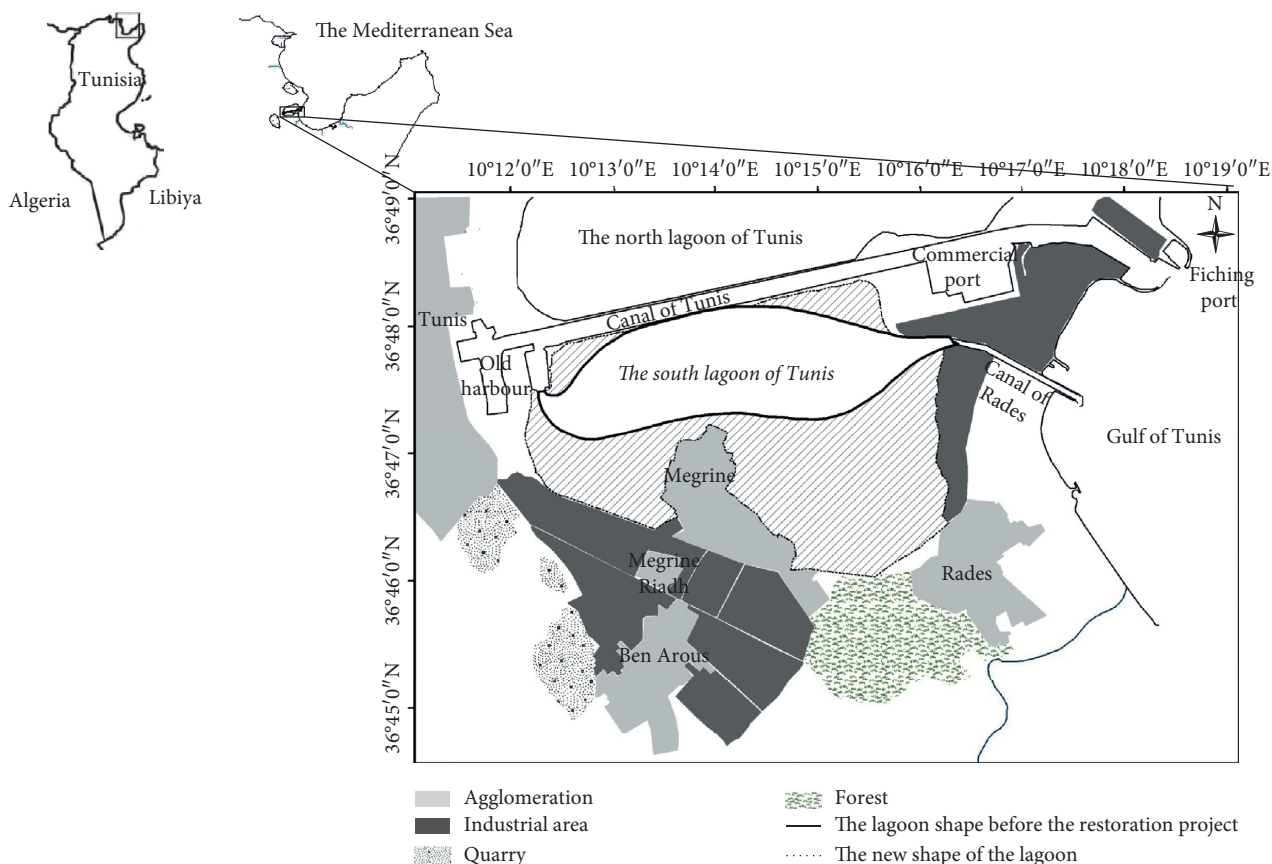 The Mediterranean Sea
Tunisia
Algeria
Libiya
10°12′0″E
10°13′0″E
10°14′0″E
10°15′0″E
10°16′0″E
10°17′0″E
10°18′0″E
10°19′0″E
36°49′0″N
36°48′0″N
36°47′0″N
36°46′0″N
36°45′0″N
N
The north lagoon of Tunis
Commercial
port
Fiching
port
Canal of Tunis
Tunis
Old
harbour
The south lagoon of Tunis
Canal of
Rades
Gulf of Tunis
Megrine
Megrine
Riadh
Rades
Ben Arous
Agglomeration
Industrial area
Quarry
Forest
The lagoon shape before the restoration project
The new shape of the lagoon